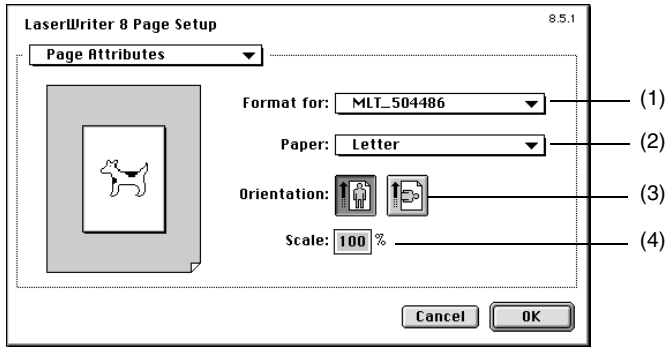 LaserWriter 8 Page Setup 8.5.1
Page Attributes
Format for: MLT_504486 (1)
Paper: Letter (2)
Orientation: (3)
Scale: 100 % (4)
Cancel OK